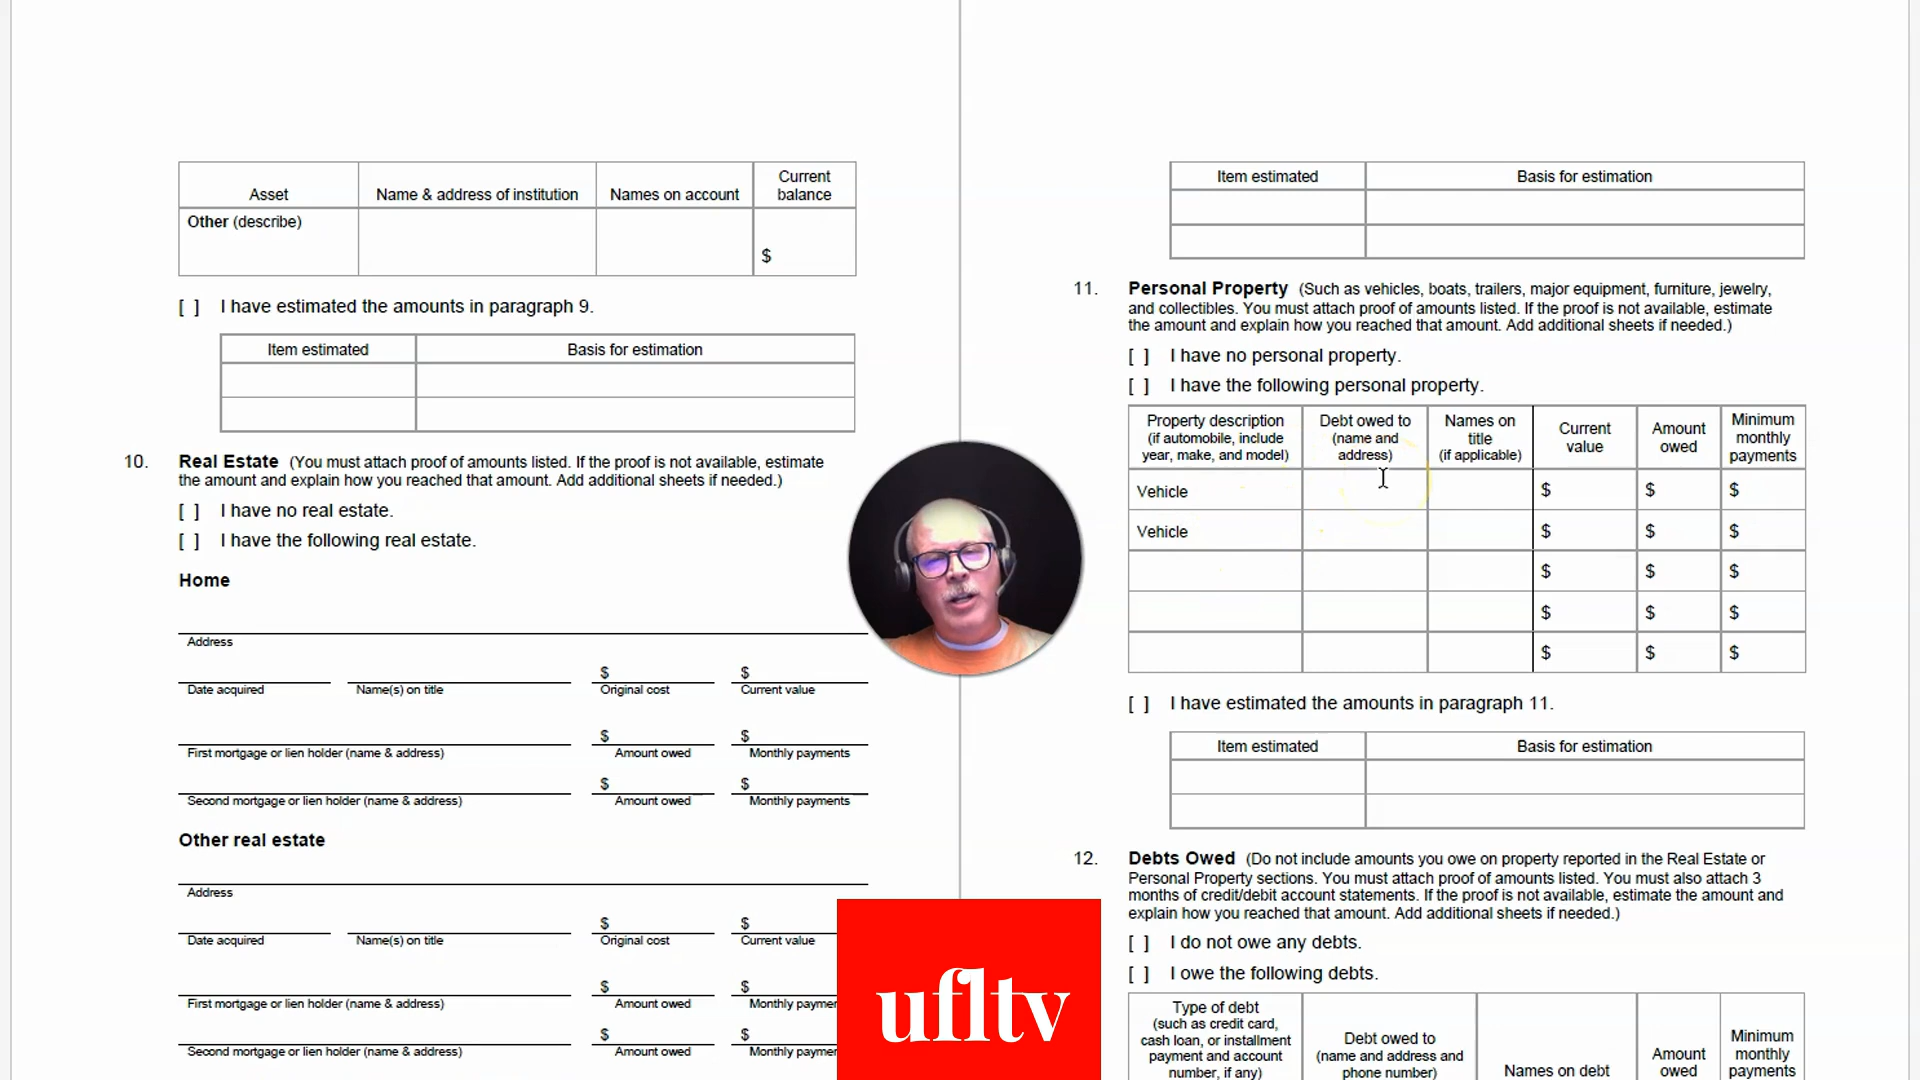 Asset Name & address of institution Names on account Current
balance
Other (describe)
$
[ ] I have estimated the amounts in paragraph 9.
Item estimated Basis for estimation
10. Real Estate (You must attach proof of amounts listed. If the proof is not available, estimate
the amount and explain how you reached that amount. Add additional sheets if needed.)
[ ] I have no real estate.
[ ] I have the following real estate.
Home
Address
$ $
Date acquired Name(s) on title Original cost Current value
$ $
First mortgage or lien holder (name & address) Amount owed Monthly payments
$ $
Second mortgage or lien holder (name & address) Amount owed Monthly payments
Other real estate
Address
$ $
Date acquired Name(s) on title Original cost Current value
$ $
First mortgage or lien holder (name & address) Amount owed Monthly paymen
$ $
Second mortgage or lien holder (name & address) Amount owed Monthly paymen
Item estimated Basis for estimation
11. Personal Property (Such as vehicles, boats, trailers, major equipment, furniture, jewelry,
and collectibles. You must attach proof of amounts listed. If the proof is not available, estimate
the amount and explain how you reached that amount. Add additional sheets if needed.)
[ ] I have no personal property.
[ ] I have the following personal property.
Property description
(if automobile, include
year, make, and model)
Debt owed to
(name and
address)
Names on
title
(if applicable)
Current
value
Amount
owed
Minimum
monthly
payments
Vehicle $ $ $
Vehicle $ $ $
$ $ $
$ $ $
$ $ $
[ ] I have estimated the amounts in paragraph 11.
Item estimated Basis for estimation
12. Debts Owed (Do not include amounts you owe on property reported in the Real Estate or
Personal Property sections. You must attach proof of amounts listed. You must also attach 3
months of credit/debit account statements. If the proof is not available, estimate the amount and
explain how you reached that amount. Add additional sheets if needed.)
[ ] I do not owe any debts.
[ ] I owe the following debts.
Type of debt
(such as credit card,
cash loan, or installment
payment and account
number, if any)
Debt owed to
(name and address and
phone number)
Names on debt
Amount
owed
Minimum
monthly
payments
ufltv